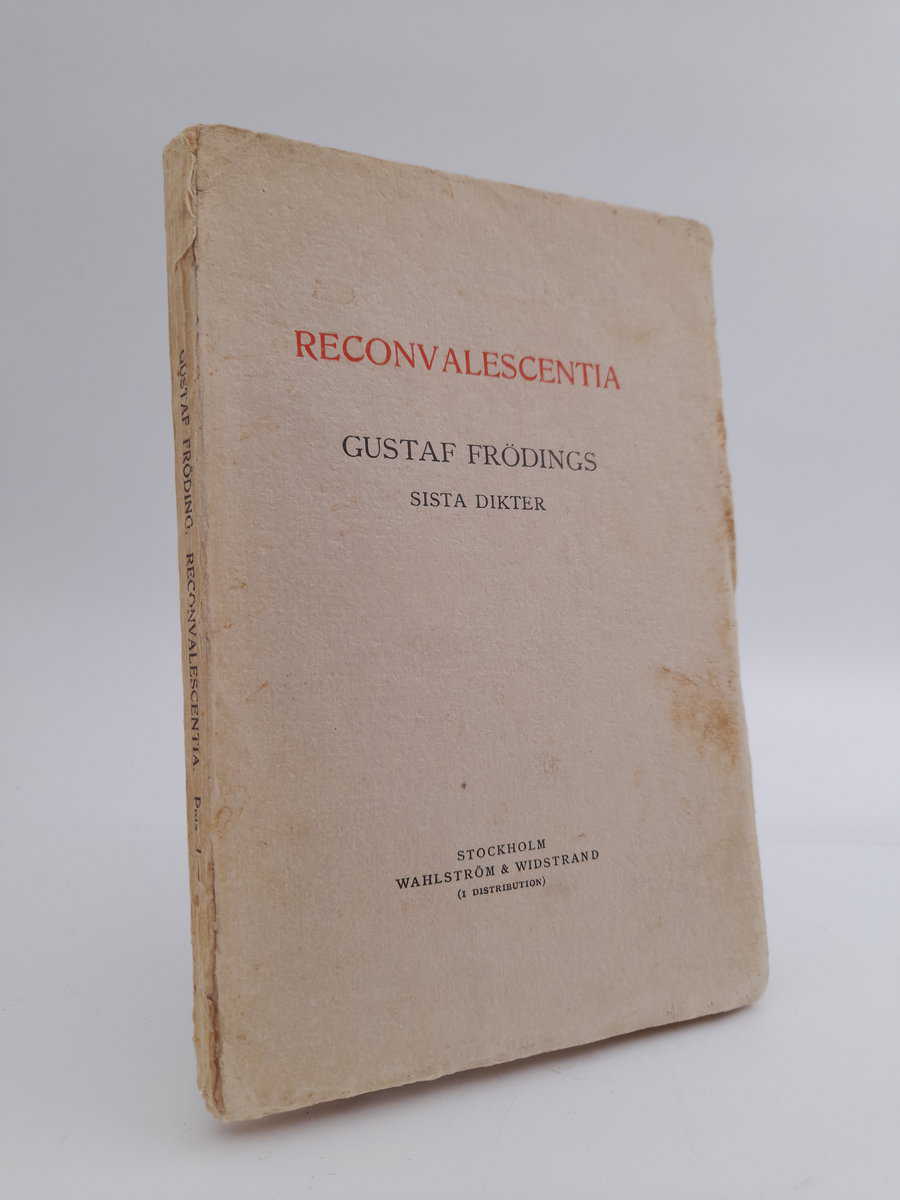 RECONVALESCENTIA
GUSTAF FRÖDINGS
SISTA DIKTER
STOCKHOLM
WAHLSTRÖM & WIDSTRAND
(I DISTRIBUTION)
GUSTAF FRÖDING, RECONVALESCENTIA.